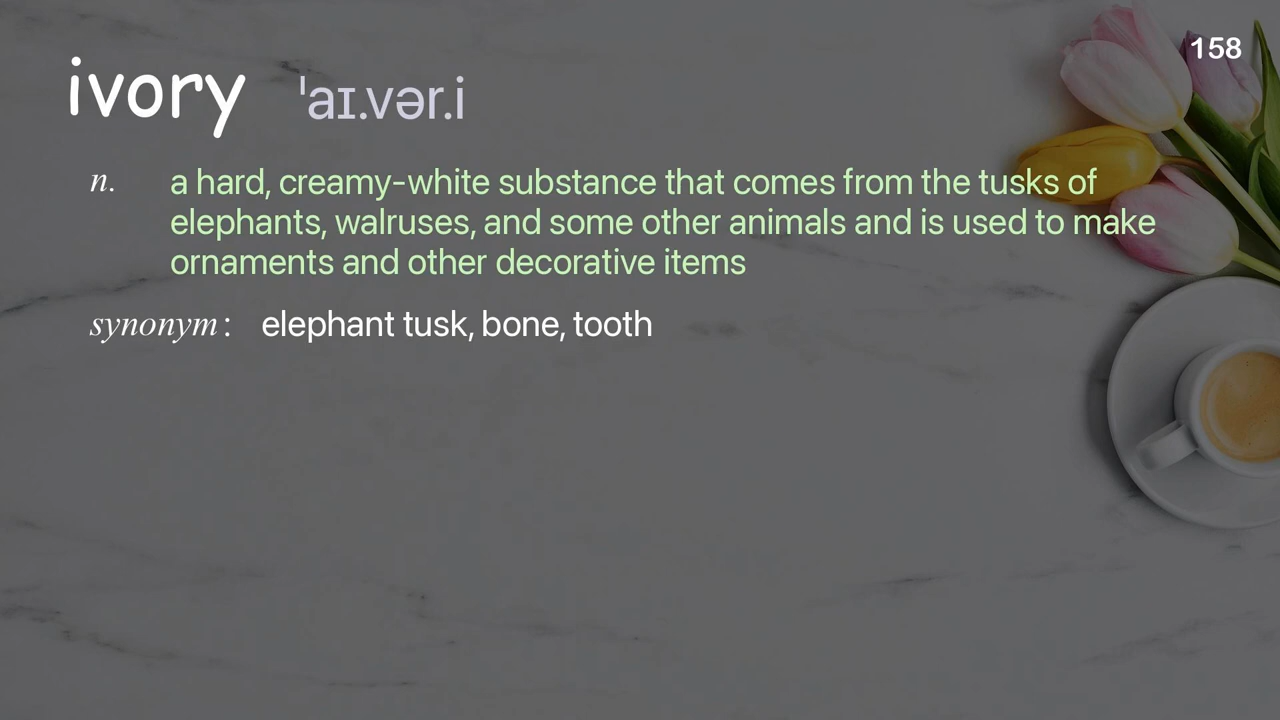 158
ivory ˈaɪ.vər.i
n. a hard, creamy-white substance that comes from the tusks of
elephants, walruses, and some other animals and is used to make
ornaments and other decorative items
synonym: elephant tusk, bone, tooth